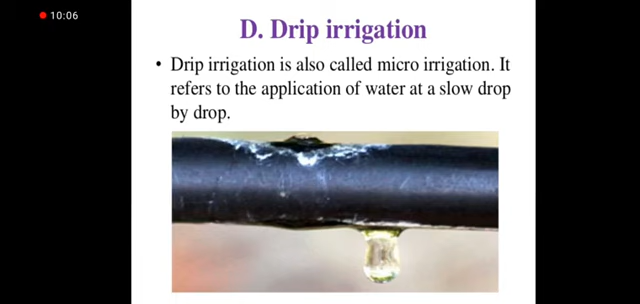 10:06
D. Drip irrigation
• Drip irrigation is also called micro irrigation. It
refers to the application of water at a slow drop
by drop.